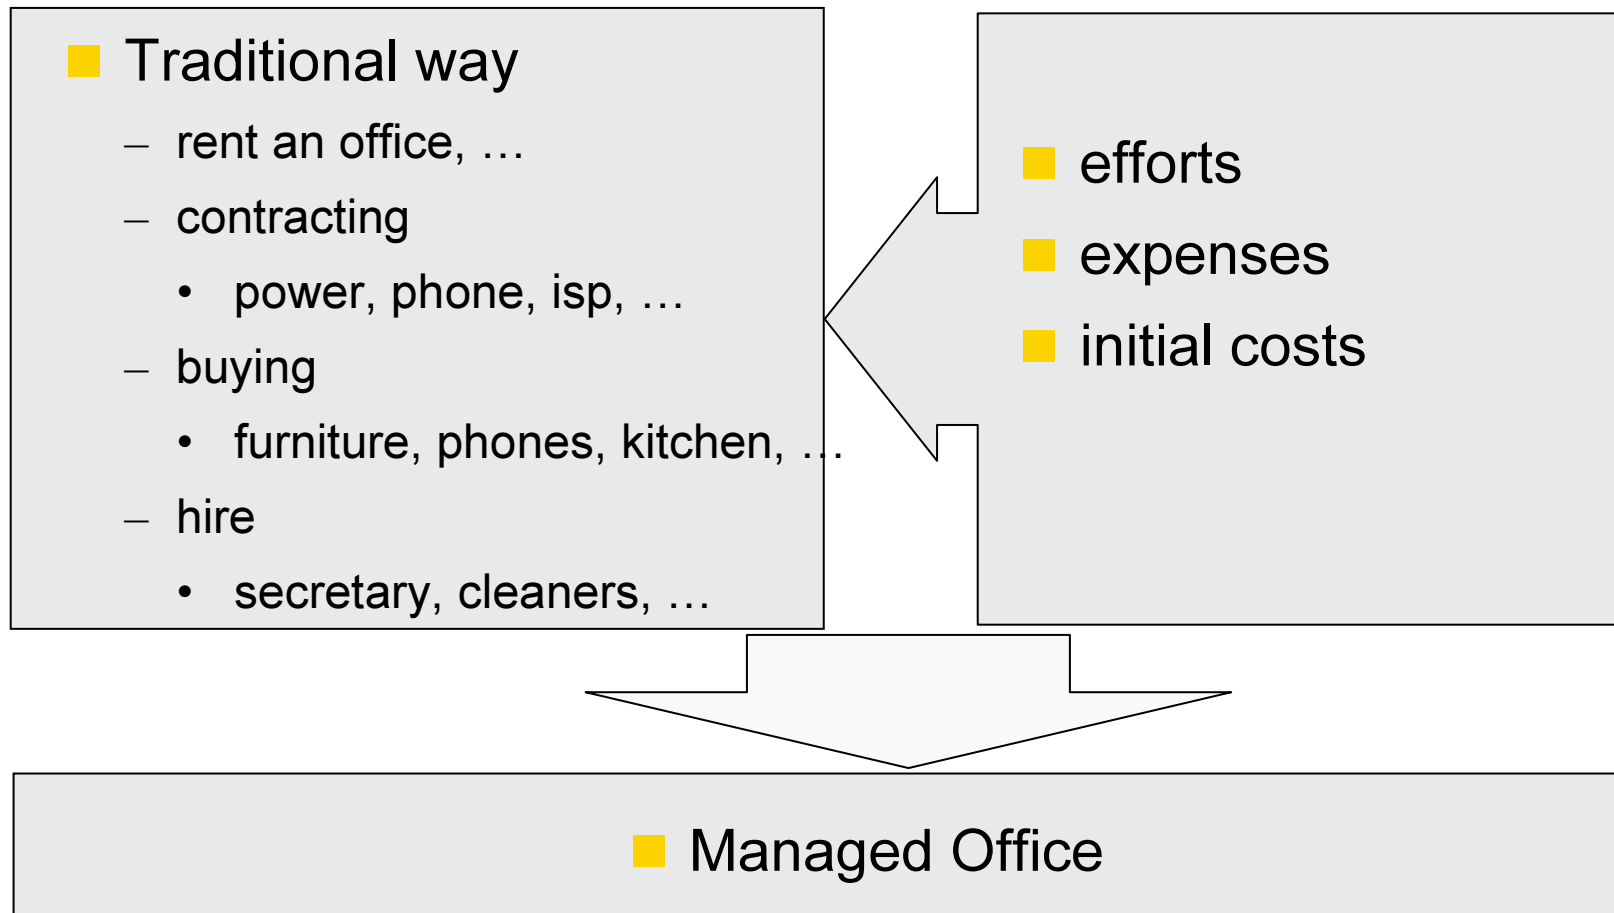 Traditional way
– rent an office, …
– contracting
• power, phone, isp, …
– buying
• furniture, phones, kitchen, …
– hire
• secretary, cleaners, …
efforts
expenses
initial costs
Managed Office